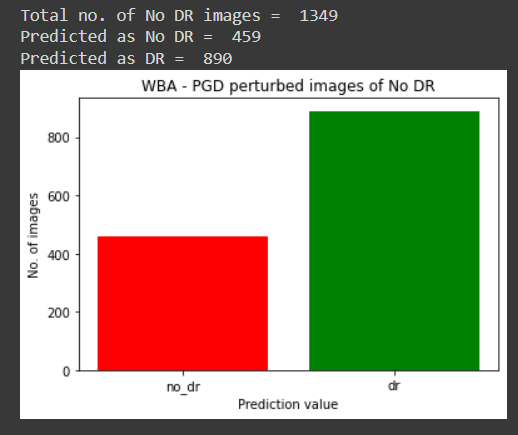 Total no. of No DR images =  1349
Predicted as No DR =  459
Predicted as DR =  890
WBA - PGD perturbed images of No DR
800
600
400
200
0
No. of images
no_dr
dr
Prediction value